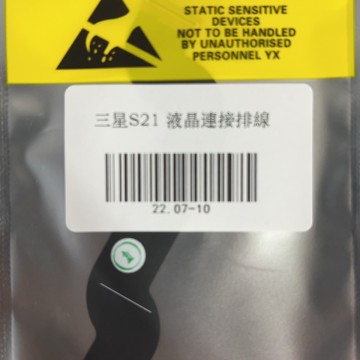 STATIC SENSITIVE
DEVICES
NOT TO BE HANDLED
BY UNAUTHORISED
PERSONNEL YX
三星S21 液晶連接排線
22.07-10